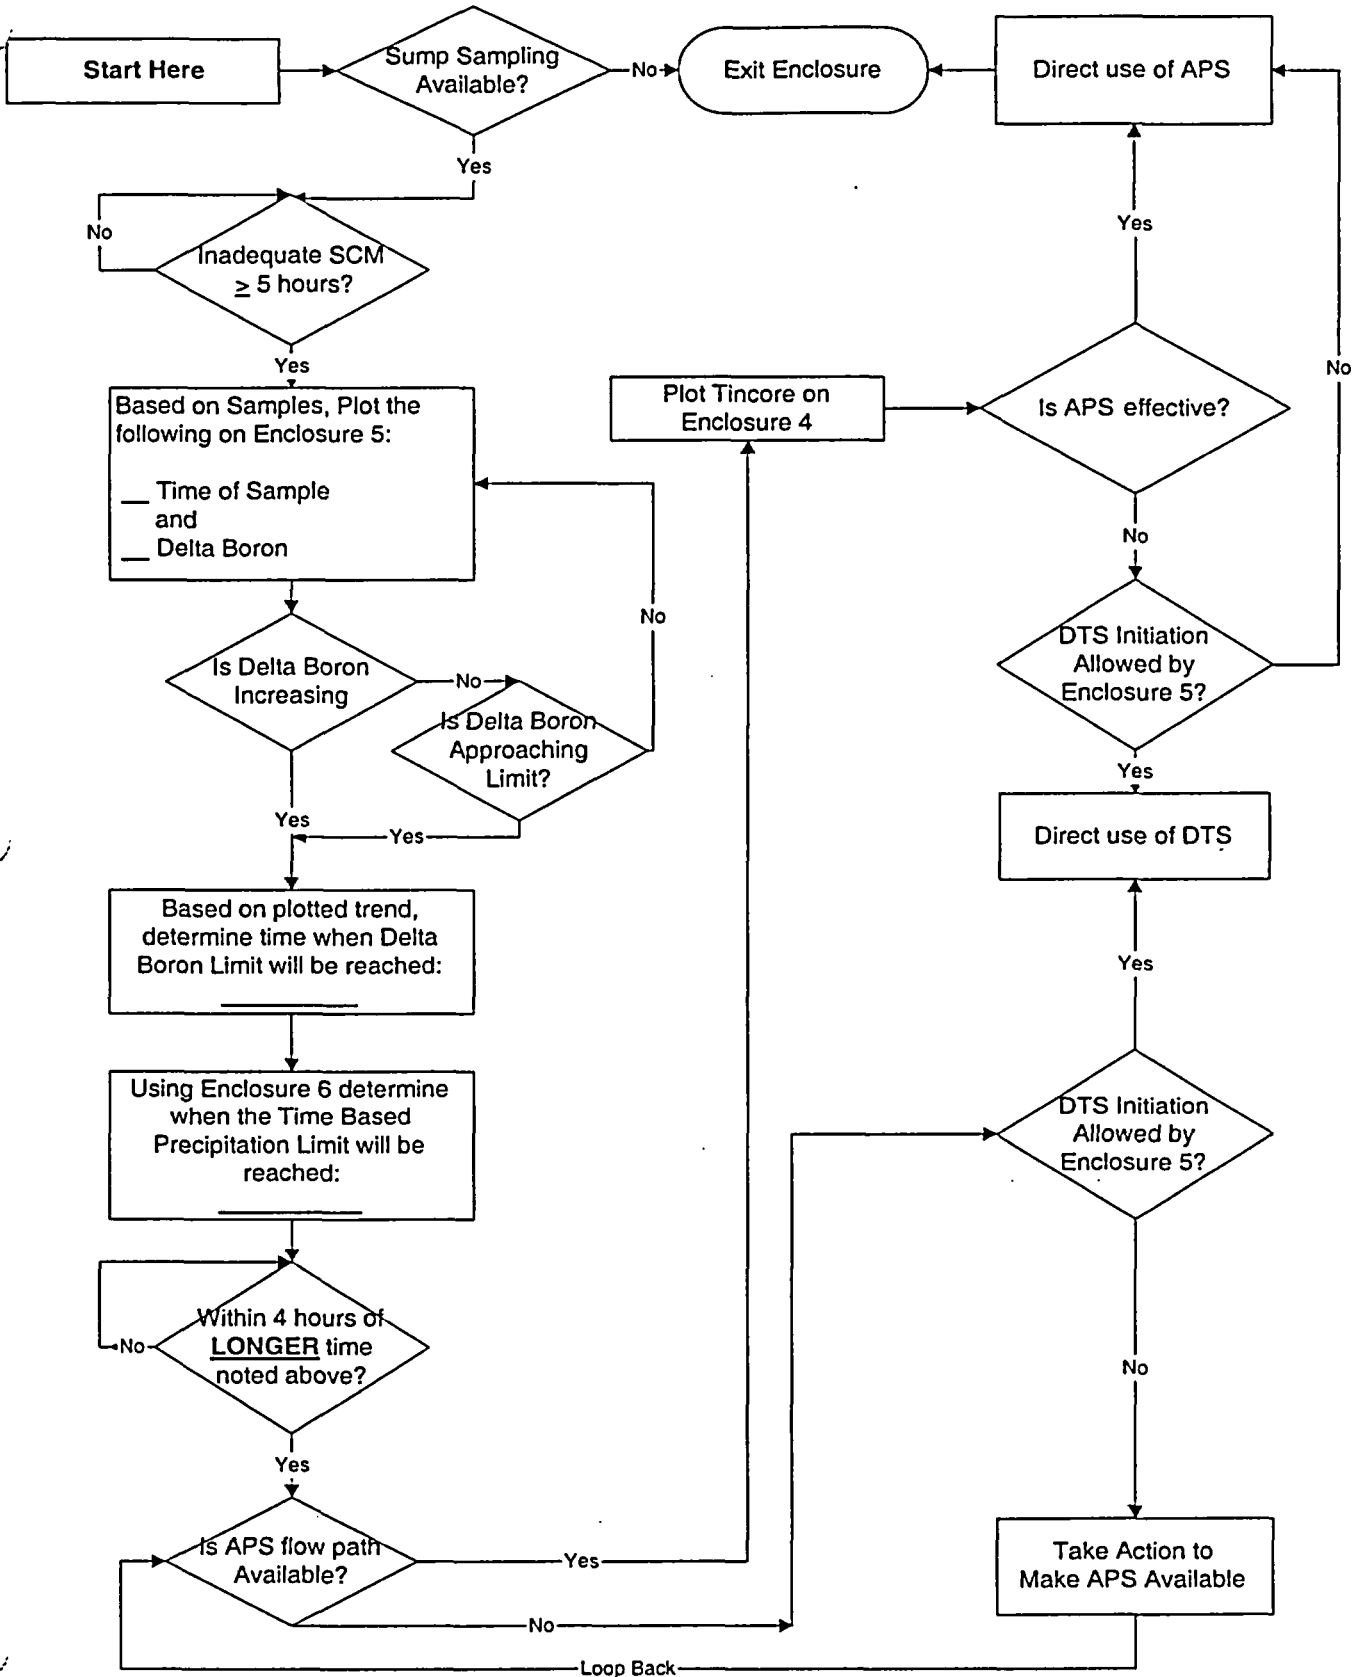 Start Here
Sump Sampling
Available?
No
Exit Enclosure
Direct use of APS
Yes
No
Inadequate SCM
≥ 5 hours?
Yes
Based on Samples, Plot the
following on Enclosure 5:
__ Time of Sample
and
__ Delta Boron
Is Delta Boron
Increasing
No
Is Delta Boron
Approaching
Limit?
No
Yes
Yes
Based on plotted trend,
determine time when Delta
Boron Limit will be reached:
Using Enclosure 6 determine
when the Time Based
Precipitation Limit will be
reached:
Within 4 hours of
LONGER time
noted above?
No
Yes
Is APS flow path
Available?
Yes
No
Loop Back
Plot Tincore on
Enclosure 4
Is APS effective?
Yes
No
DTS Initiation
Allowed by
Enclosure 5?
No
Yes
Direct use of DTS
Yes
DTS Initiation
Allowed by
Enclosure 5?
No
Take Action to
Make APS Available